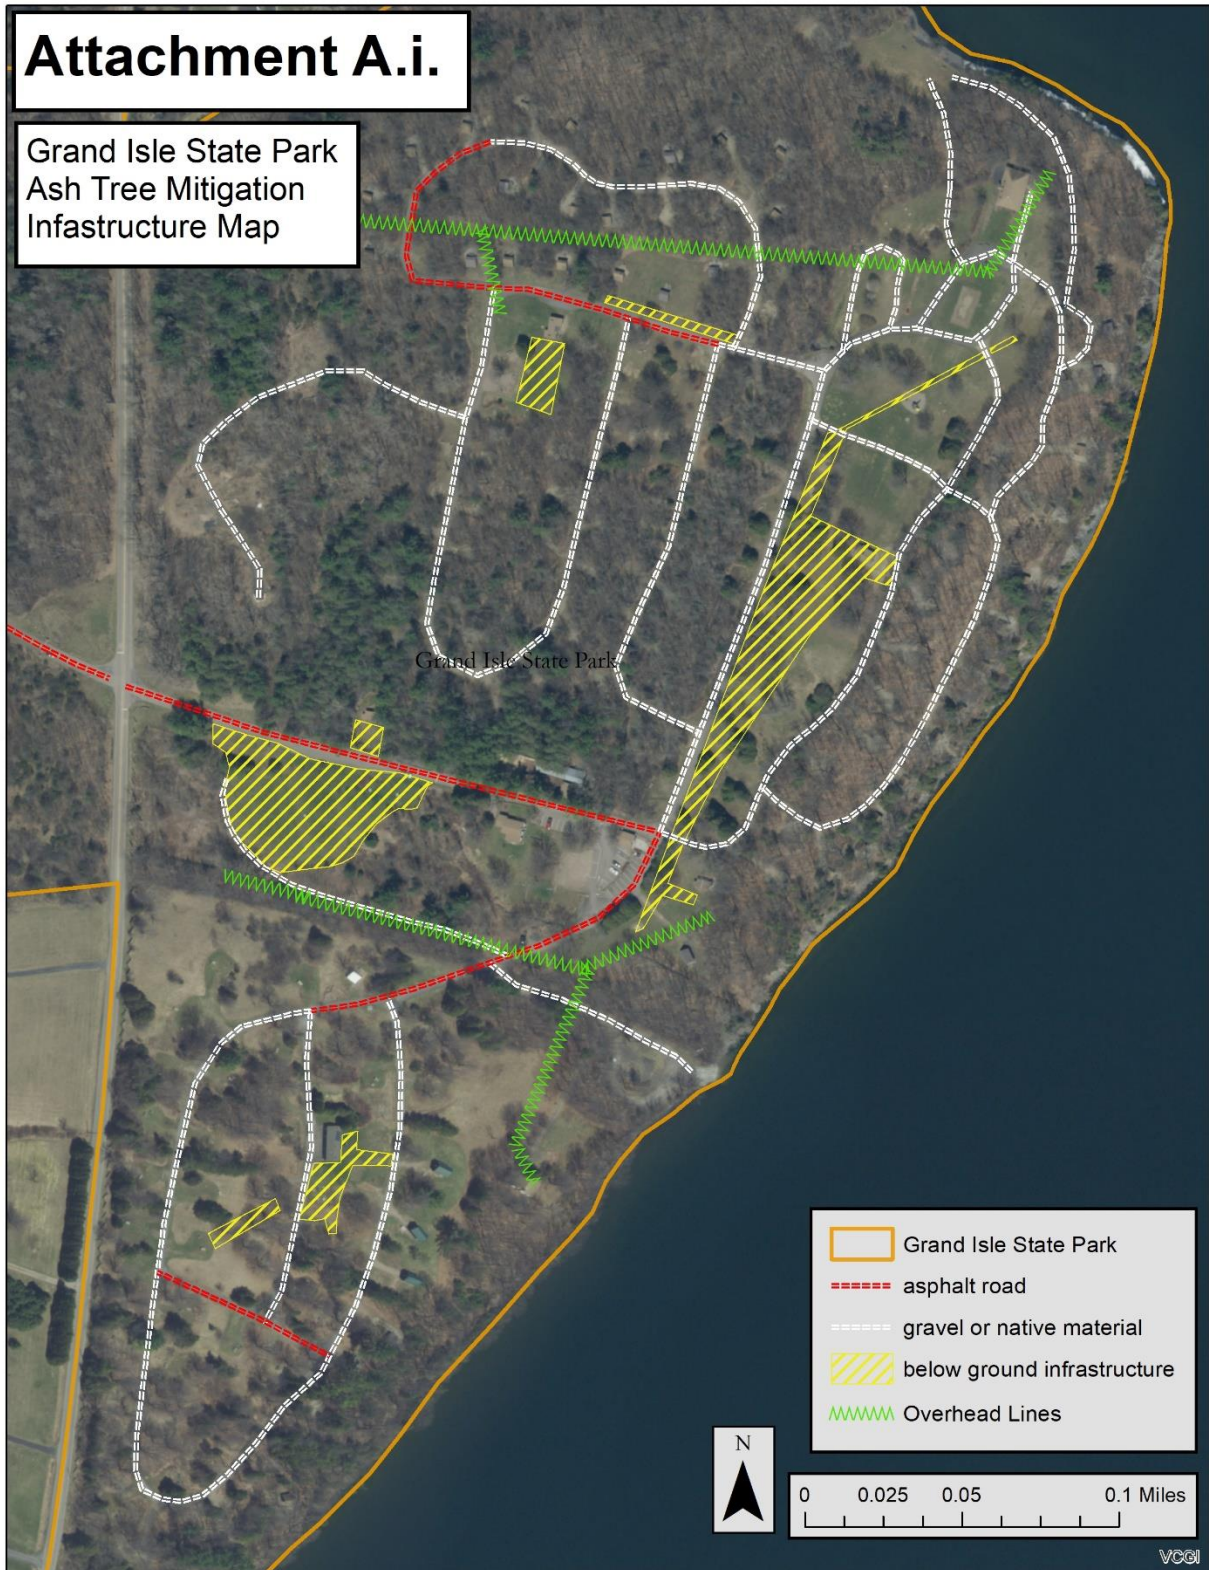 Attachment A.i.
Grand Isle State Park
Ash Tree Mitigation
Infastructure Map
Grand Isle State Park
Grand Isle State Park
asphalt road
gravel or native material
below ground infrastructure
Overhead Lines
N
0 0.025 0.05 0.1 Miles
VCGI